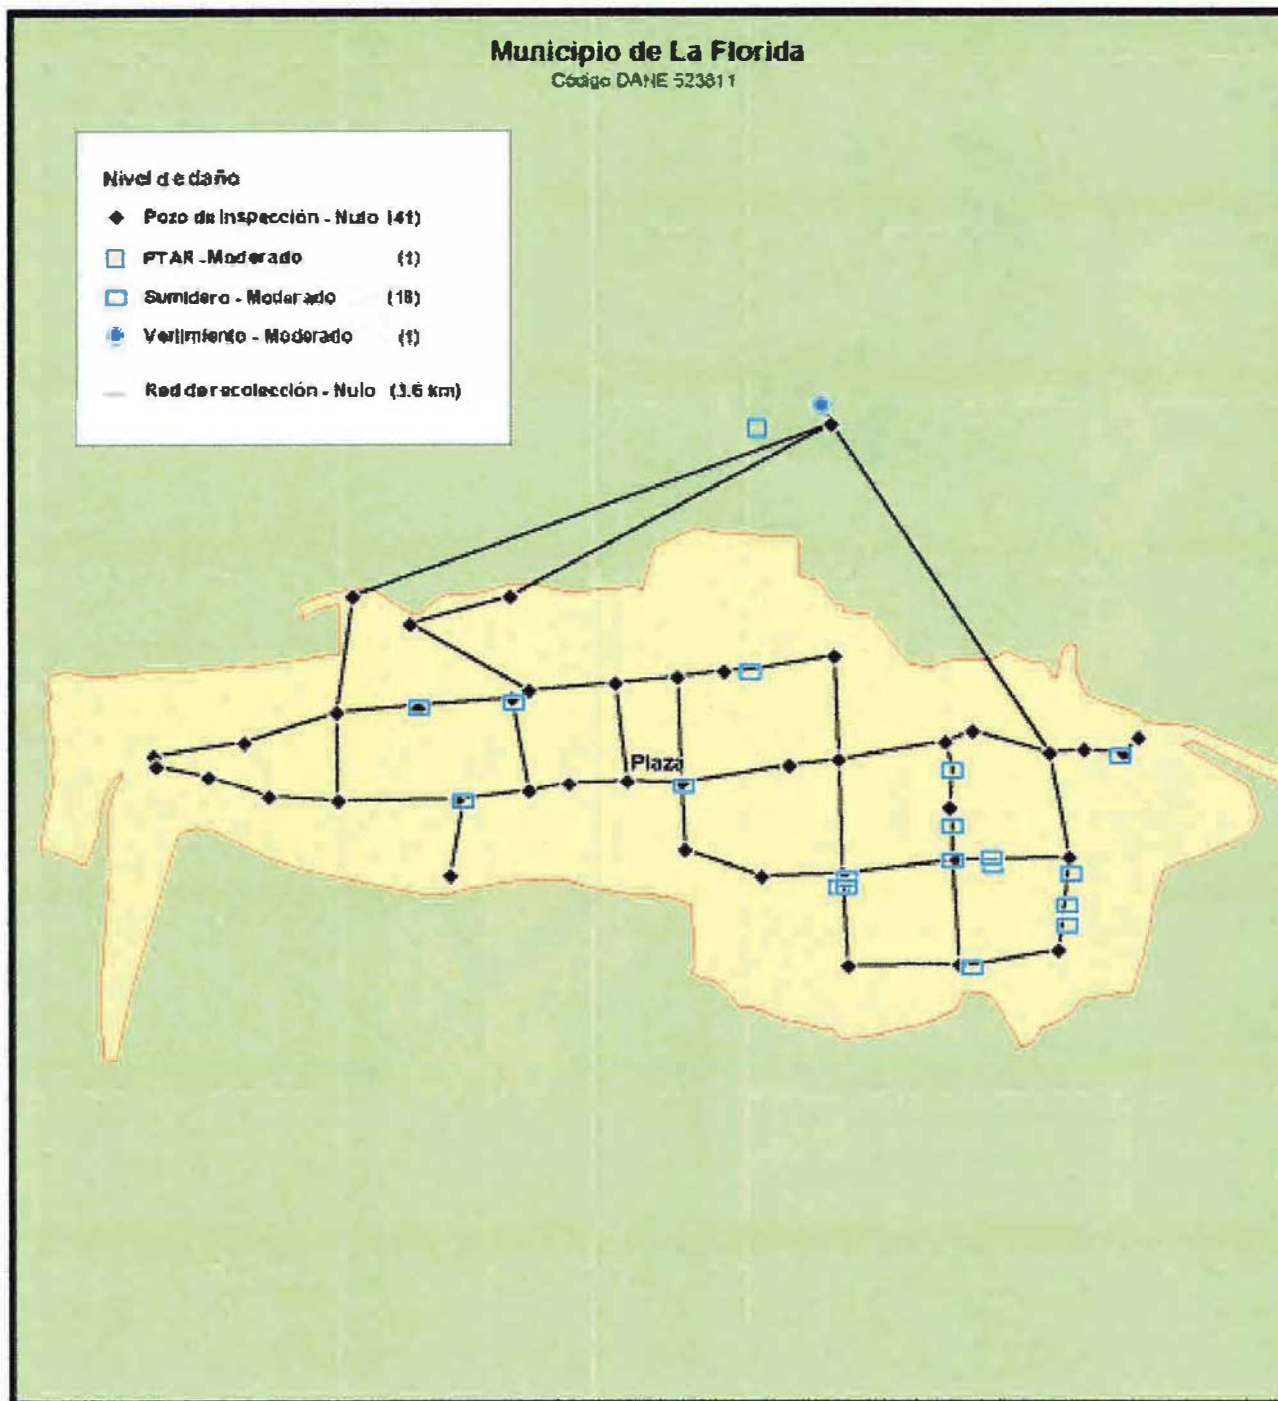 Municipio de La Florida
Código DANE 523811
Nivel de daño
Pozo de Inspección - Nulo (41)
PTAR - Moderado (1)
Sumidero - Moderado (18)
Vertimiento - Moderado (1)
Red de recolección - Nulo (3.6 km)
Plaza